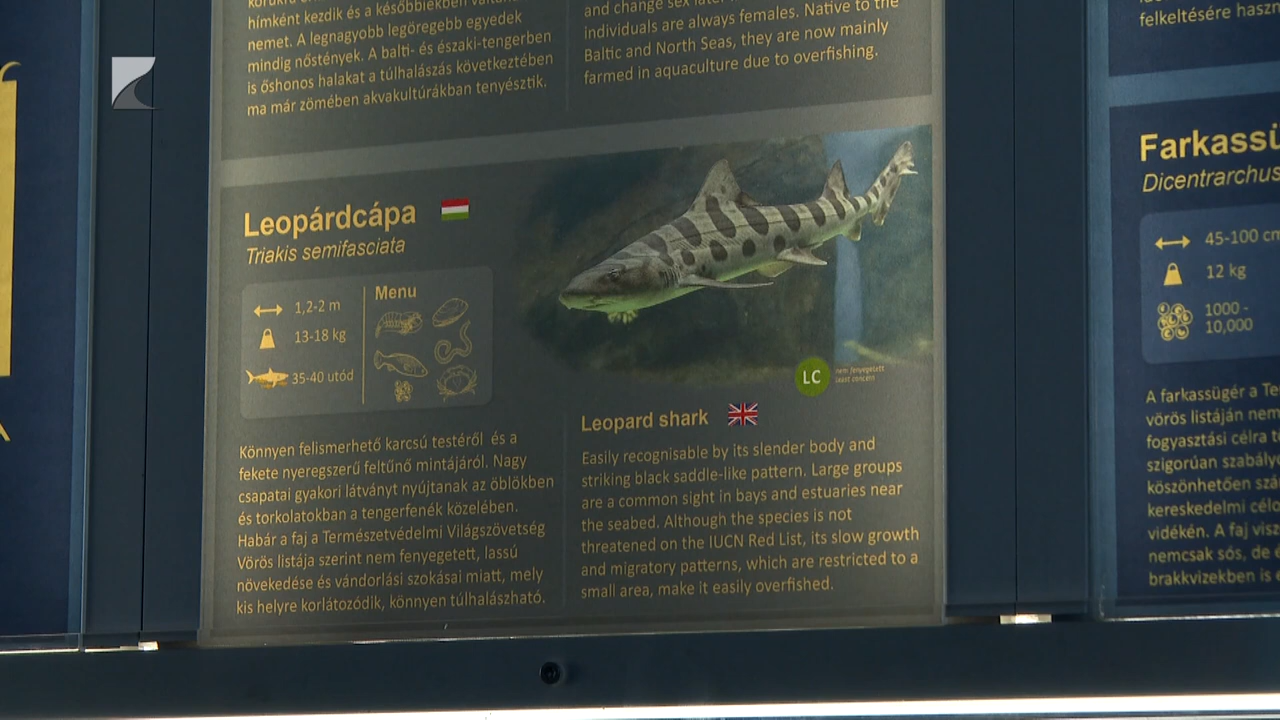 hímként kezdik és a későbbiekben
nemet. A legnagyobb legöregebb egyedek
mindig nőstények. A balti- és északi-tengerben
is őshonos halakat a túlhalászás következtében
ma már zömében akvakultúrákban tenyésztik.
and change sex
individuals are always females. Native to the
Baltic and North Seas, they are now mainly
farmed in aquaculture due to overfishing.
Leopárdcápa
Triakis semifasciata
1,2-2 m
13-18 kg
35-40 utód
Menu
LC
nem fenyegetett
least concern
Könnyen felismerhető karcsú testéről és a
fekete nyeregszerű feltűnő mintájáról. Nagy
csapatai gyakori látványt nyújtanak az öblökben
és torkolatokban a tengerfenék közelében.
Habár a faj a Természetvédelmi Világszövetség
Vörös listája szerint nem fenyegetett, lassú
növekedése és vándorlási szokásai miatt, mely
kis helyre korlátozódik, könnyen túlhalászható.
Leopard shark
Easily recognisable by its slender body and
striking black saddle-like pattern. Large groups
are a common sight in bays and estuaries near
the seabed. Although the species is not
threatened on the IUCN Red List, its slow growth
and migratory patterns, which are restricted to a
small area, make it easily overfished.
felkeltésére
Farkassü
Dicentrarchus
45-100 cm
12 kg
1000 -
10,000
A farkassügér a
vörös listáján nem
fogyasztási célra
szigorúan
köszönhetően
kereskedelmi
vidékén. A faj
nemcsak sós, de
brakkvizekben is